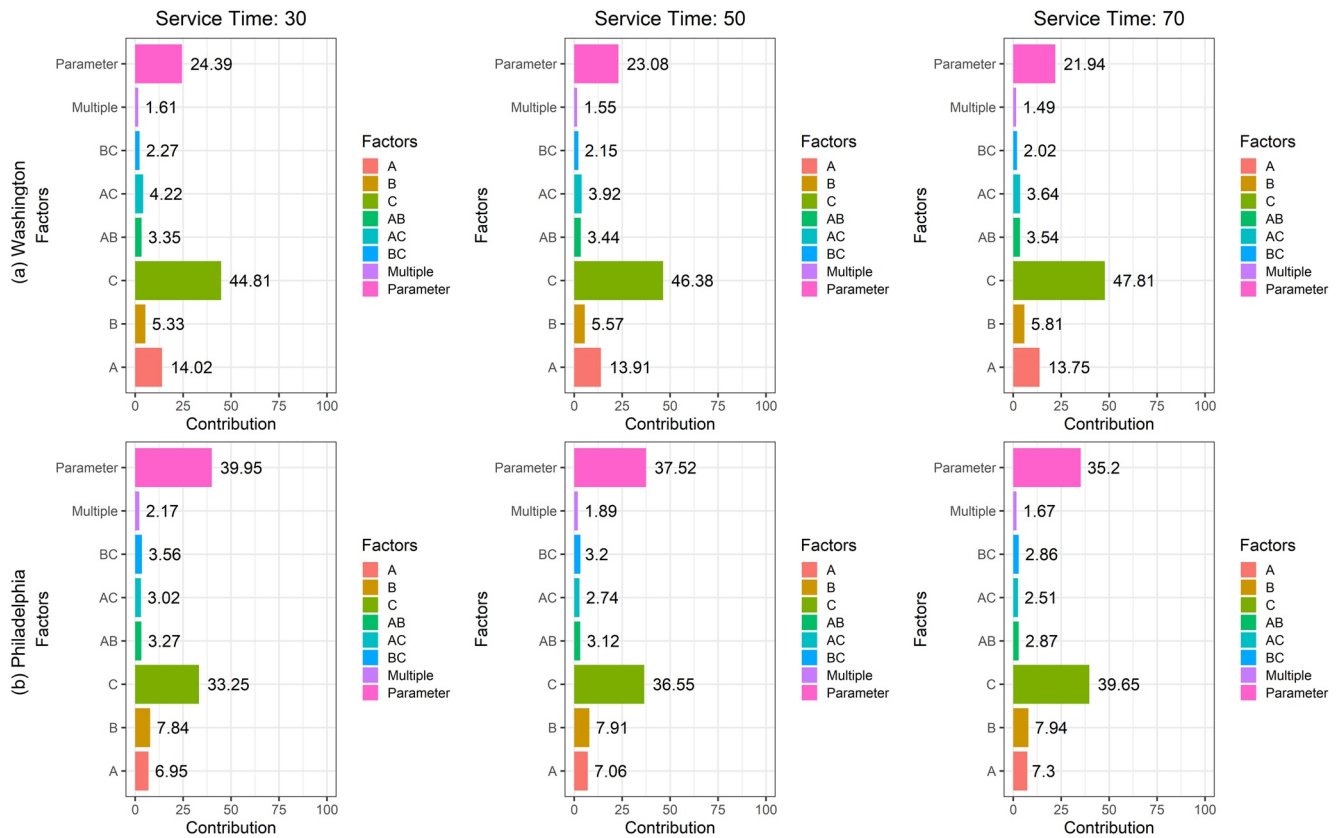 Service Time: 30
Service Time: 50
Service Time: 70
(a) Washington
Factors
Parameter 24.39
Multiple 1.61
BC 2.27
AC 4.22
AB 3.35
C 44.81
B 5.33
A 14.02
0 25 50 75 100
Contribution
Factors
A
B
C
AB
AC
BC
Multiple
Parameter
Factors
Parameter 23.08
Multiple 1.55
BC 2.15
AC 3.92
AB 3.44
C 46.38
B 5.57
A 13.91
0 25 50 75 100
Contribution
Factors
A
B
C
AB
AC
BC
Multiple
Parameter
Factors
Parameter 21.94
Multiple 1.49
BC 2.02
AC 3.64
AB 3.54
C 47.81
B 5.81
A 13.75
0 25 50 75 100
Contribution
Factors
A
B
C
AB
AC
BC
Multiple
Parameter
(b) Philadelphia
Factors
Parameter 39.95
Multiple 2.17
BC 3.56
AC 3.02
AB 3.27
C 33.25
B 7.84
A 6.95
0 25 50 75 100
Contribution
Factors
A
B
C
AB
AC
BC
Multiple
Parameter
Factors
Parameter 37.52
Multiple 1.89
BC 3.2
AC 2.74
AB 3.12
C 36.55
B 7.91
A 7.06
0 25 50 75 100
Contribution
Factors
A
B
C
AB
AC
BC
Multiple
Parameter
Factors
Parameter 35.2
Multiple 1.67
BC 2.86
AC 2.51
AB 2.87
C 39.65
B 7.94
A 7.3
0 25 50 75 100
Contribution
Factors
A
B
C
AB
AC
BC
Multiple
Parameter